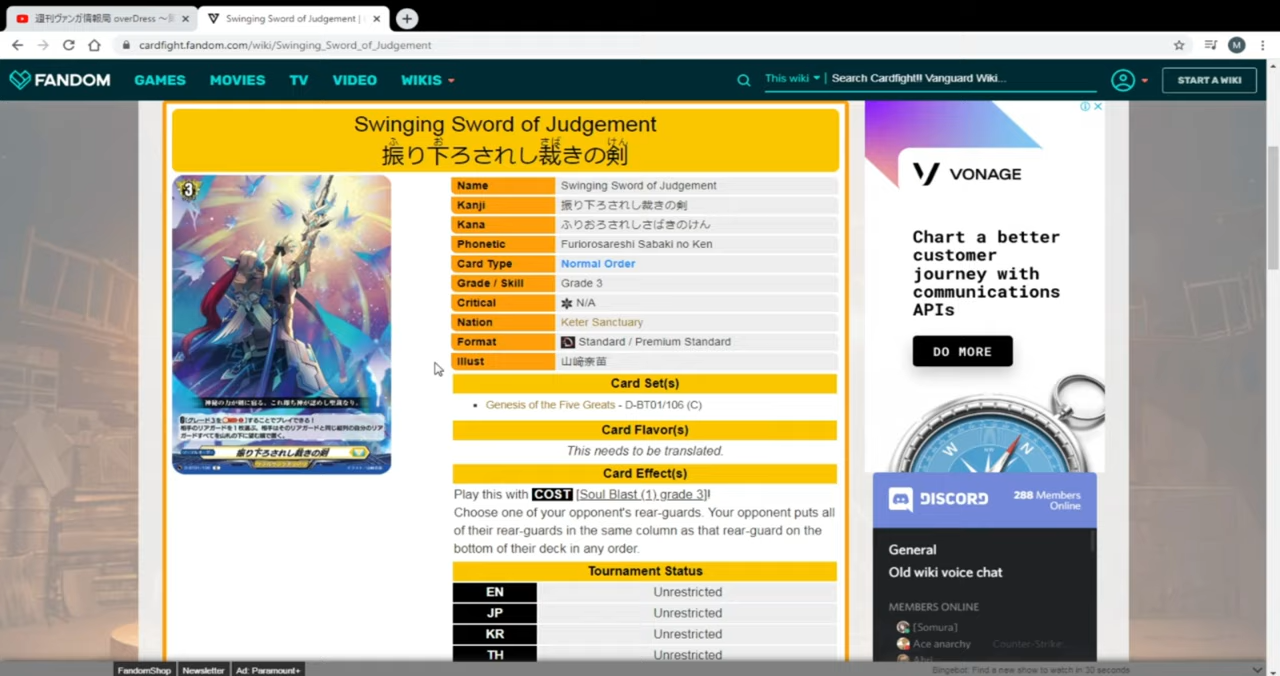 週刊ヴァンガ情報局 overDress ～
Swinging Sword of Judgement |
cardfight.fandom.com/wiki/Swinging_Sword_of_Judgement
M
FANDOM
GAMES
MOVIES
TV
VIDEO
WIKIS
This wiki
Search Cardfight!! Vanguard Wiki...
START A WIKI
Swinging Sword of Judgement
振り下ろされし裁きの剣
ふ お さば けん
3
振り下ろされし裁きの剣
Name Swinging Sword of Judgement
Kanji 振り下ろされし裁きの剣
Kana ふりおろされしさばきのけん
Phonetic Furiorosareshi Sabaki no Ken
Card Type Normal Order
Grade / Skill Grade 3
Critical N/A
Nation Keter Sanctuary
Format Standard / Premium Standard
Illust 山﨑奈苗
Card Set(s)
• Genesis of the Five Greats - D-BT01/106 (C)
Card Flavor(s)
This needs to be translated.
Card Effect(s)
Play this with COST [Soul Blast (1) grade 3]!
Choose one of your opponent's rear-guards. Your opponent puts all
of their rear-guards in the same column as that rear-guard on the
bottom of their deck in any order.
Tournament Status
EN Unrestricted
JP Unrestricted
KR Unrestricted
TH Unrestricted
VONAGE
Chart a better
customer
journey with
communications
APIs
DO MORE
W
N
DISCORD
288 Members
Online
General
Old wiki voice chat
MEMBERS ONLINE
[Somura]
Ace anarchy
Counter-Strike:
FandomShop
Newsletter
Ad: Paramount+
Bingebot: Find a new show to watch in 30 seconds